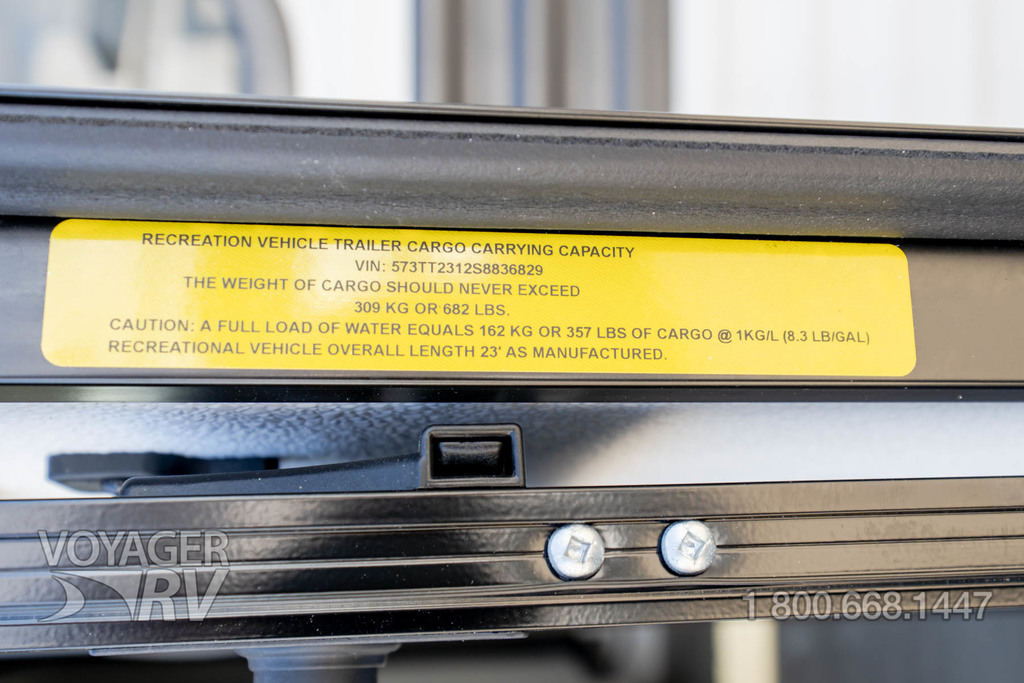 RECREATION VEHICLE TRAILER CARGO CARRYING CAPACITY
VIN: 573TT2312S8836829
THE WEIGHT OF CARGO SHOULD NEVER EXCEED
309 KG OR 682 LBS.
CAUTION: A FULL LOAD OF WATER EQUALS 162 KG OR 357 LBS OF CARGO @ 1KG/L (8.3 LB/GAL)
RECREATIONAL VEHICLE OVERALL LENGTH 23' AS MANUFACTURED.
VOYAGER
RV
1 800.668.1447